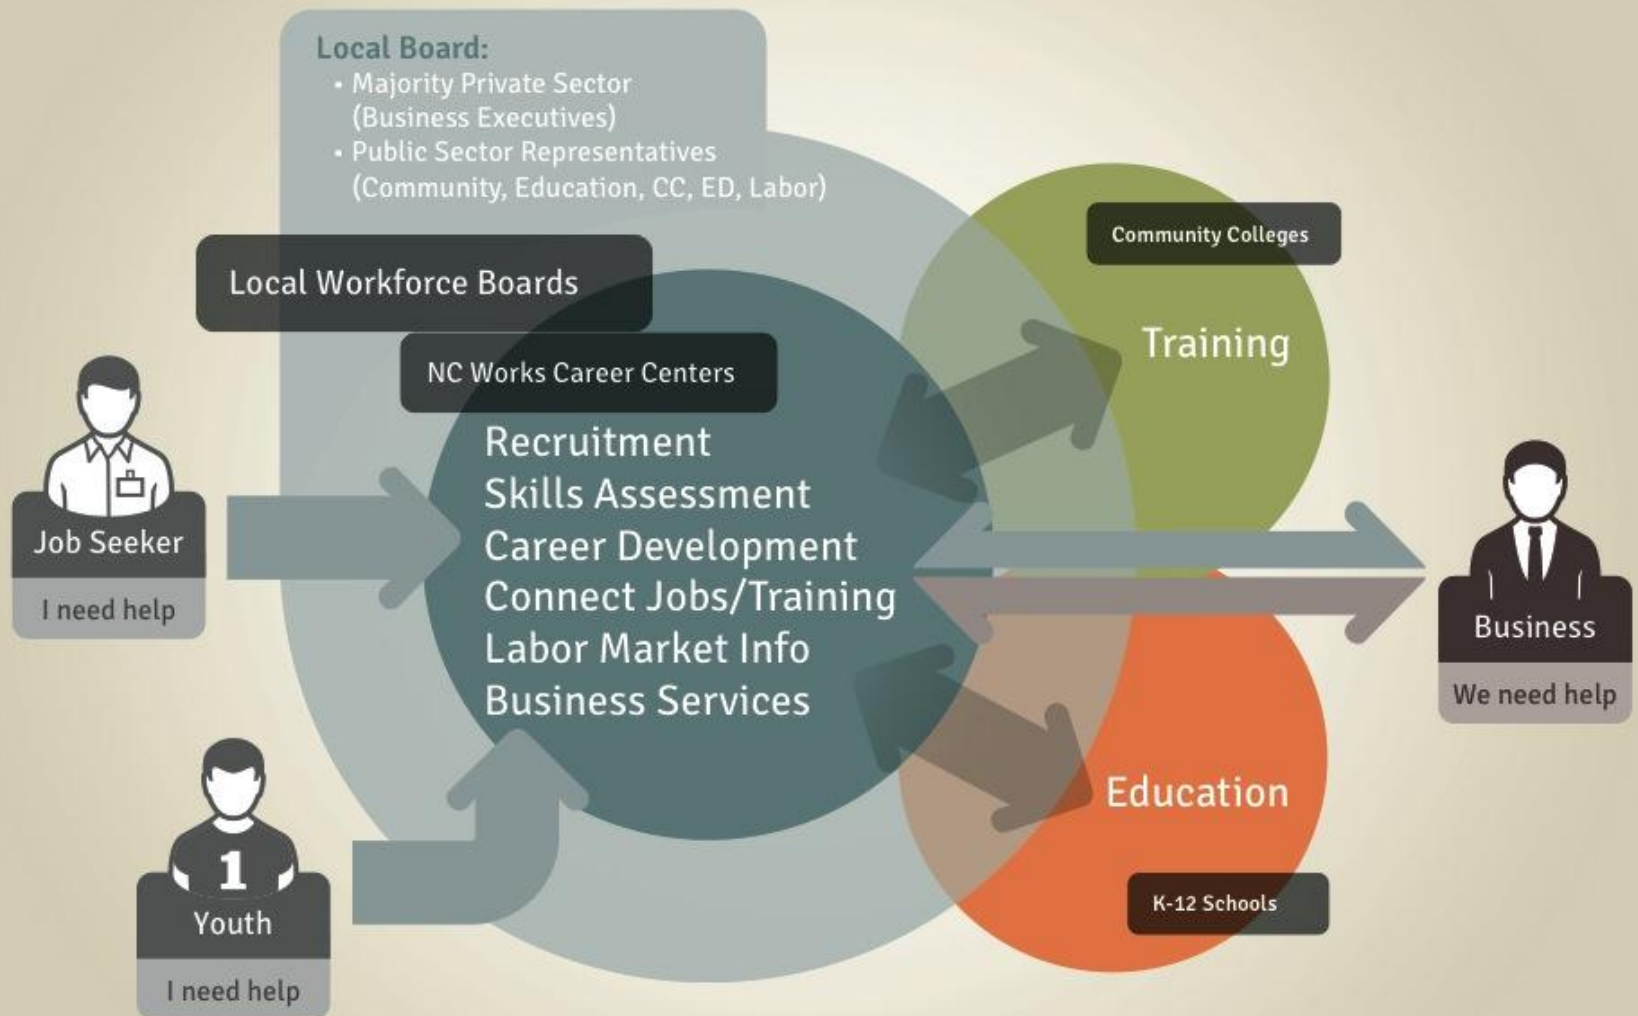 Local Board:
• Majority Private Sector
(Business Executives)
• Public Sector Representatives
(Community, Education, CC, ED, Labor)
Local Workforce Boards
NC Works Career Centers
Recruitment
Skills Assessment
Career Development
Connect Jobs/Training
Labor Market Info
Business Services
Community Colleges
Training
Job Seeker
I need help
Business
We need help
Education
K-12 Schools
1
Youth
I need help